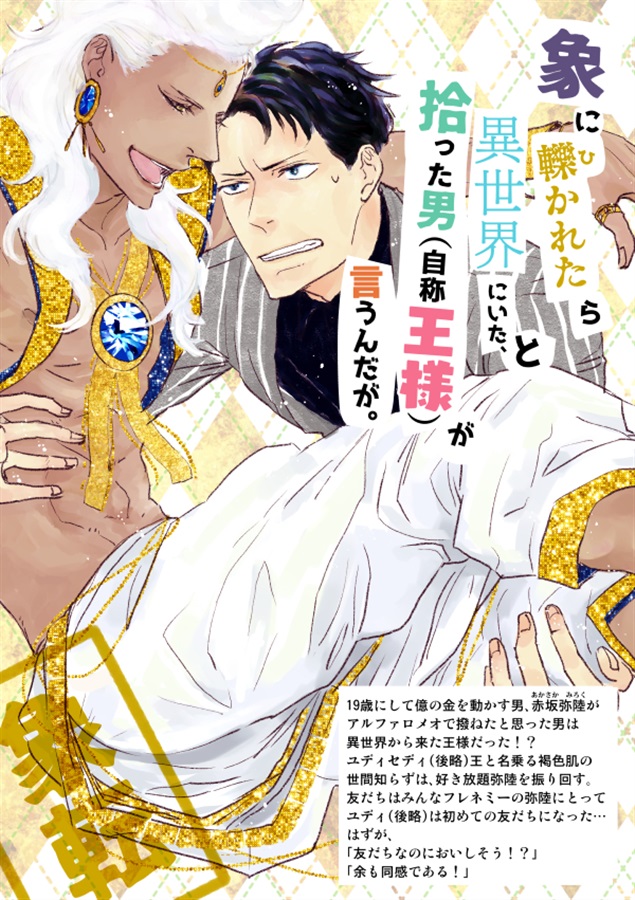 象に轢かれたら
ひ
異世界にいた、と
拾った男(自称王様)が
言うんだが。
19歳にして億の金を動かす男、赤坂弥陸が
あかさか みろく
アルファロメオで撥ねたと思った男は
異世界から来た王様だった!?
ユディセディ(後略)王と名乗る褐色肌の
世間知らずは、好き放題弥陸を振り回す。
友だちはみんなフレネミーの弥陸にとって
ユディ(後略)は初めての友だちになった…
はずが、
「友だちなのにおいしそう!?」
「余も同感である!」
象転